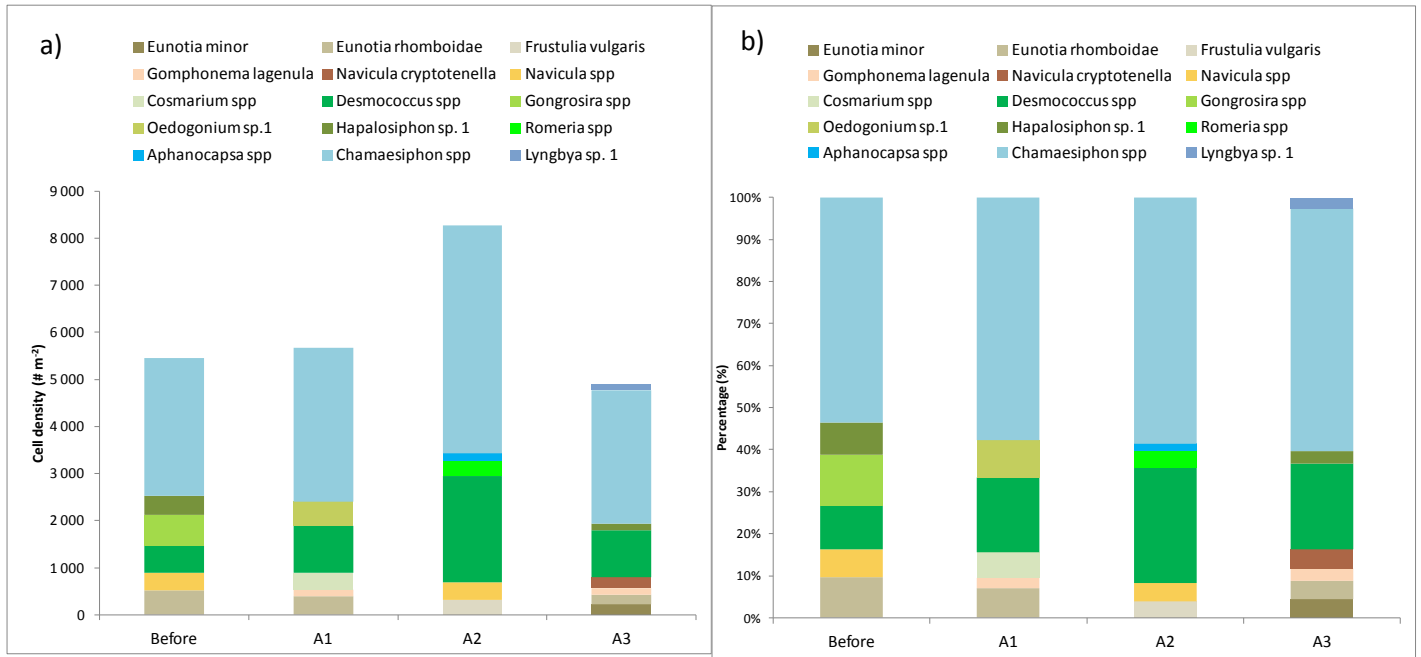 a)
Eunotia minor Eunotia rhomboidae Frustulia vulgaris
Gomphonema lagenula Navicula cryptotenella Navicula spp
Cosmarium spp Desmococcus spp Gongrosira spp
Oedogonium sp.1 Hapalosiphon sp. 1 Romeria spp
Aphanocapsa spp Chamaesiphon spp Lyngbya sp. 1
9 000
8 000
7 000
6 000
5 000
4 000
3 000
2 000
1 000
0
Cell density (# m-2)
Before A1 A2 A3
b)
Eunotia minor Eunotia rhomboidae Frustulia vulgaris
Gomphonema lagenula Navicula cryptotenella Navicula spp
Cosmarium spp Desmococcus spp Gongrosira spp
Oedogonium sp.1 Hapalosiphon sp. 1 Romeria spp
Aphanocapsa spp Chamaesiphon spp Lyngbya sp. 1
100%
90%
80%
70%
60%
50%
40%
30%
20%
10%
0%
Percentage (%)
Before A1 A2 A3